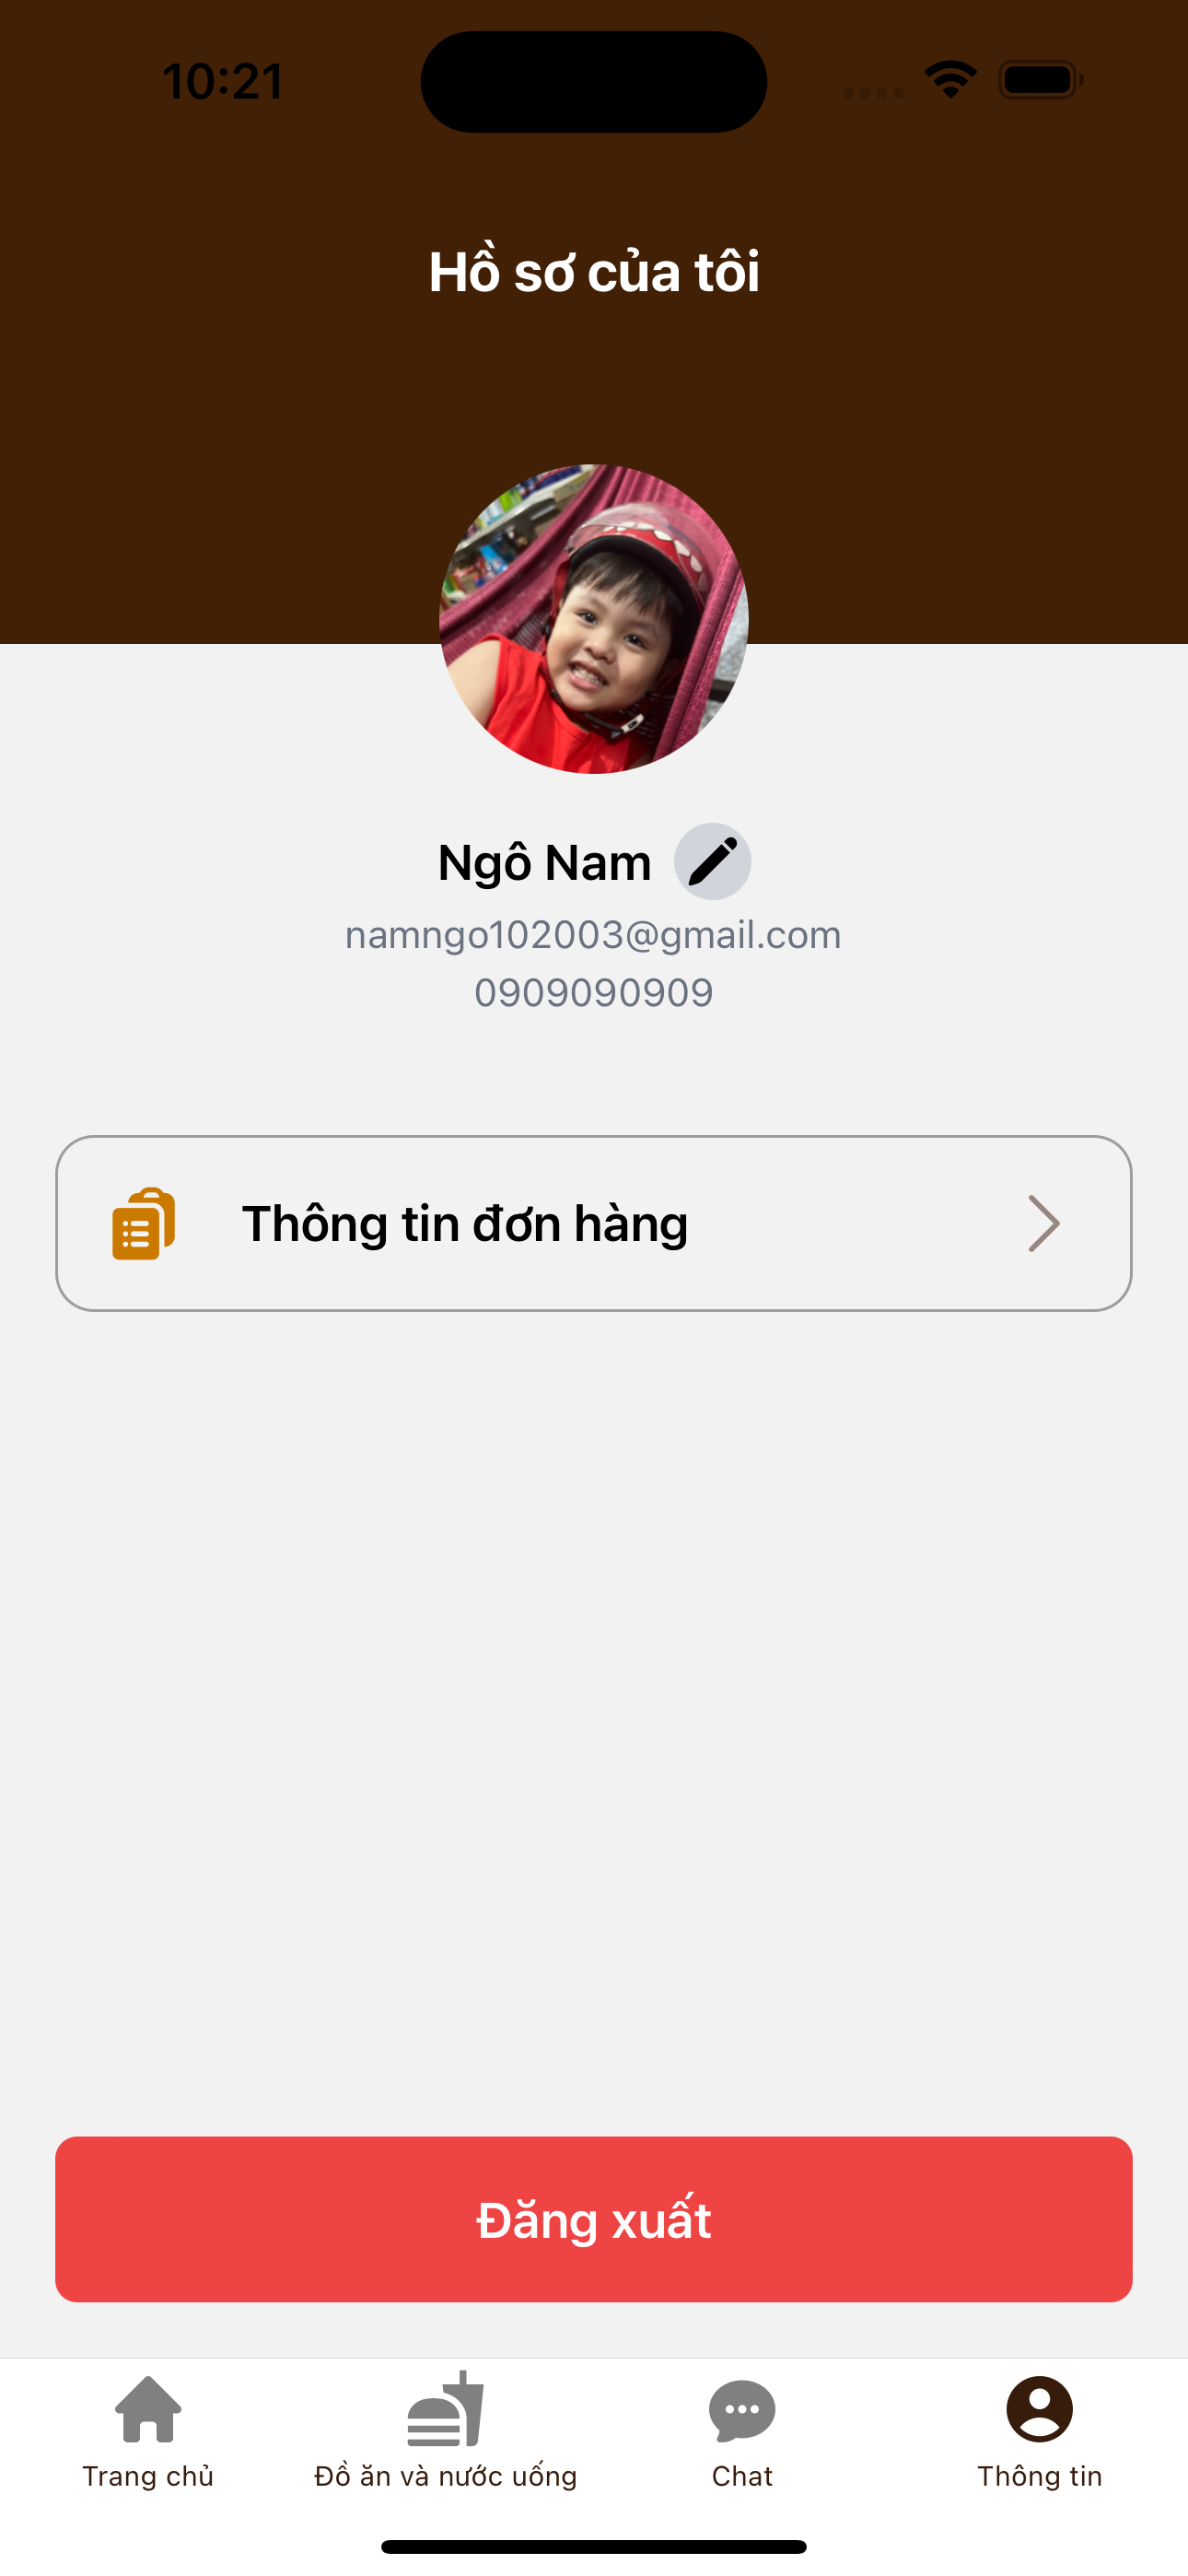 10:21
Hồ sơ của tôi
Ngô Nam
namngo102003@gmail.com
0909090909
Thông tin đơn hàng
Đăng xuất
Trang chủ
Đồ ăn và nước uống
Chat
Thông tin